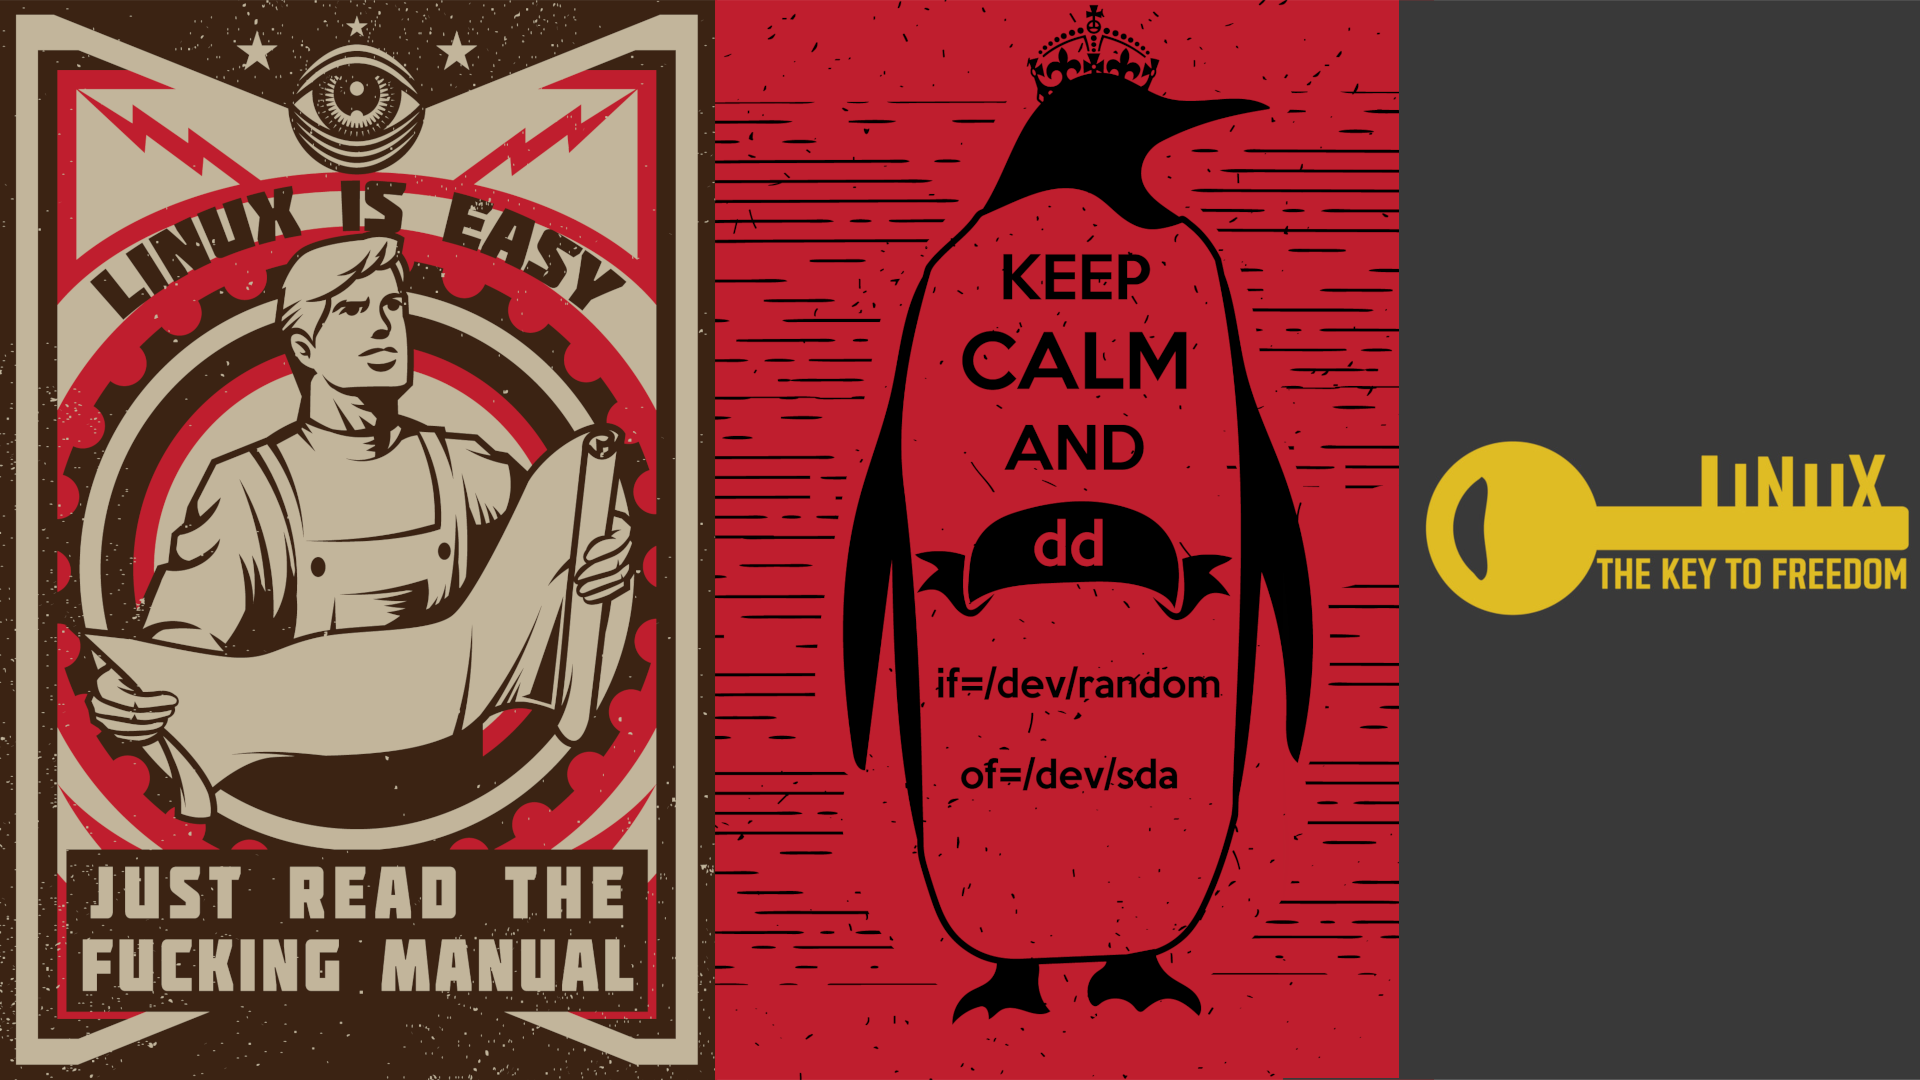 LINUX IS EASY
JUST READ THE
FUCKING MANUAL
KEEP
CALM
AND
dd
if=/dev/random
of=/dev/sda
LINUX
THE KEY TO FREEDOM